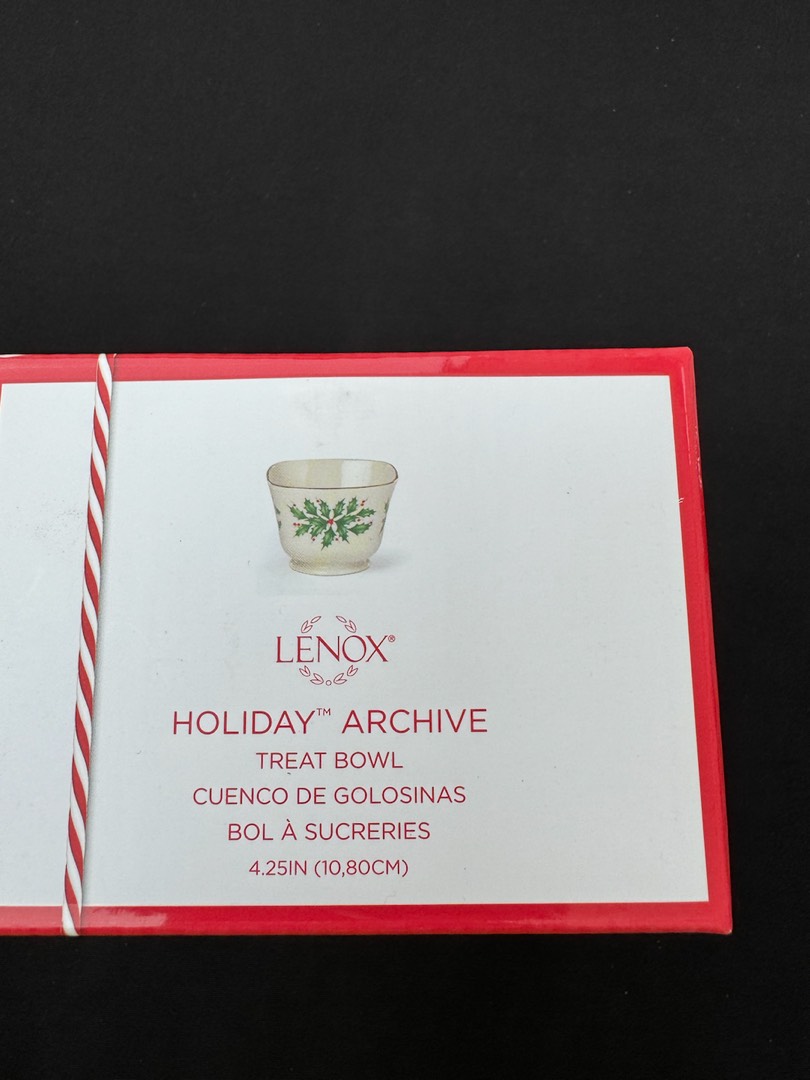 LENOX®
HOLIDAY™ ARCHIVE
TREAT BOWL
CUENCO DE GOLOSINAS
BOL À SUCRERIES
4.25IN (10,80CM)